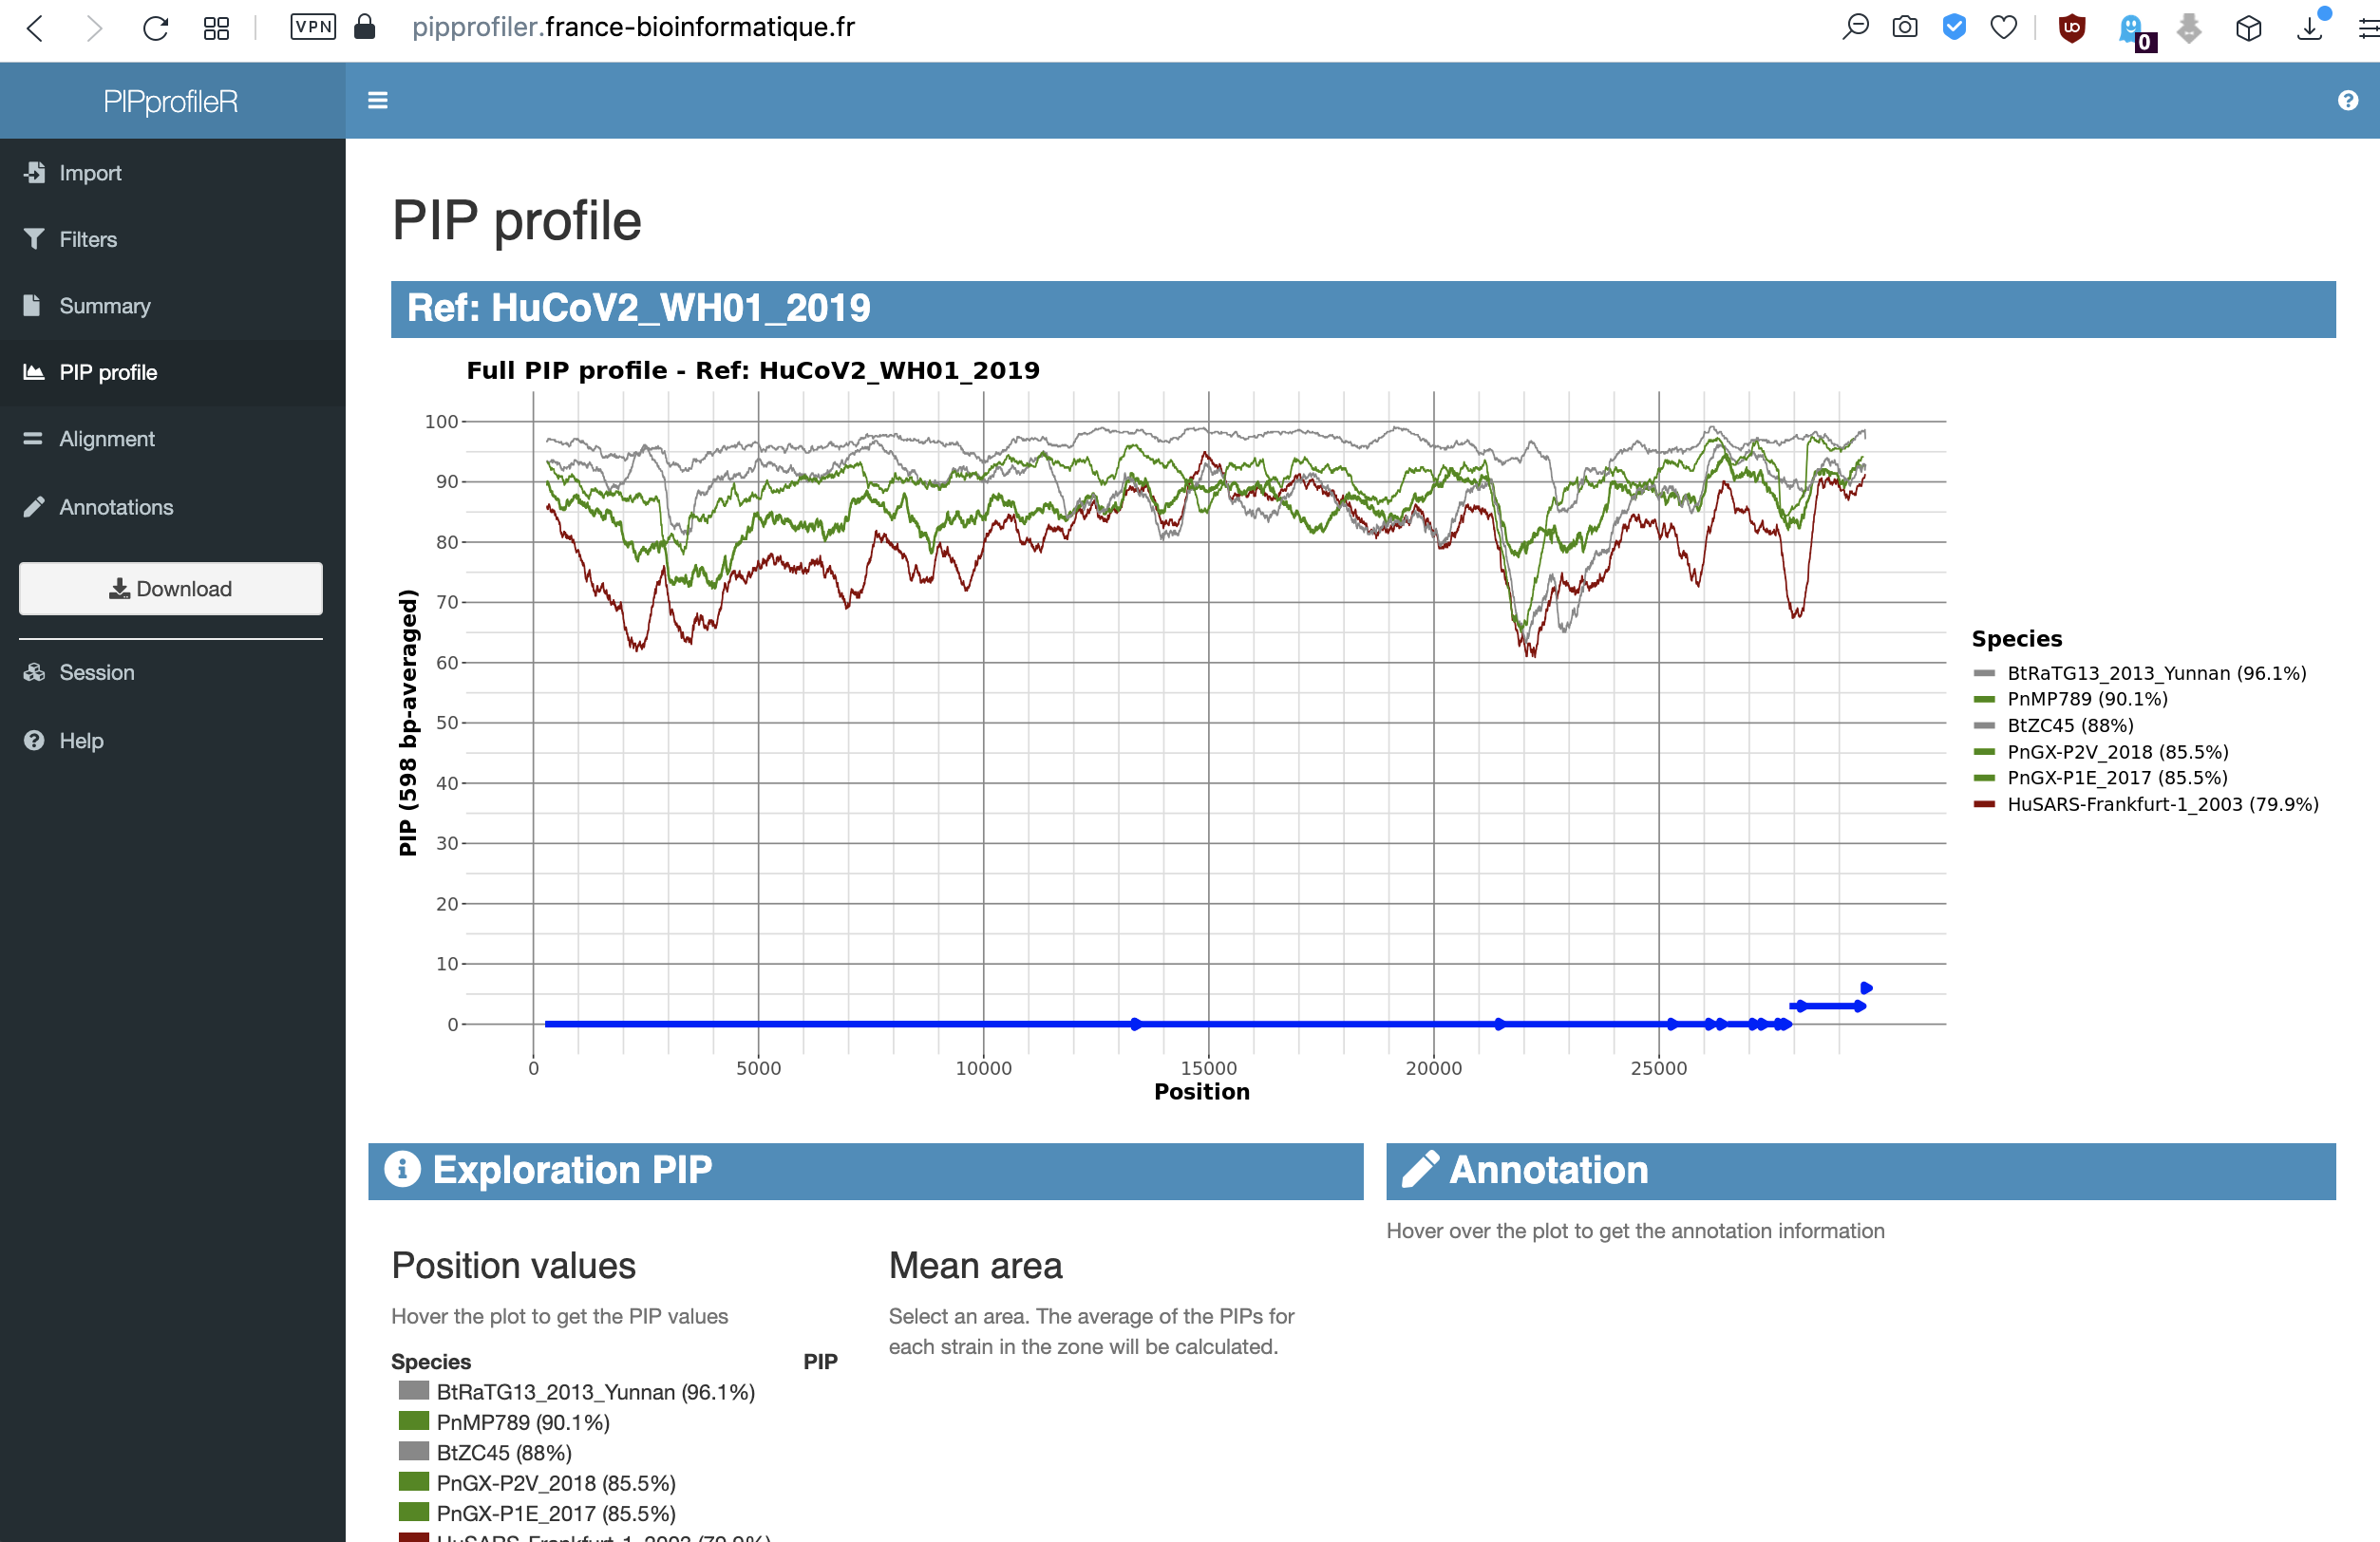 VPN
pipprofiler.france-bioinformatique.fr
0
PIPprofileR
Import
Filters
Summary
PIP profile
Alignment
Annotations
Download
Session
Help
PIP profile
Ref: HuCoV2_WH01_2019
Full PIP profile - Ref: HuCoV2_WH01_2019
100
90
80
70
60
50
40
30
20
10
0
PIP (598 bp-averaged)
0 5000 10000 15000 20000 25000
Position
Species
BtRaTG13_2013_Yunnan (96.1%)
PnMP789 (90.1%)
BtZC45 (88%)
PnGX-P2V_2018 (85.5%)
PnGX-P1E_2017 (85.5%)
HuSARS-Frankfurt-1_2003 (79.9%)
Exploration PIP
Position values
Hover the plot to get the PIP values
Species PIP
BtRaTG13_2013_Yunnan (96.1%)
PnMP789 (90.1%)
BtZC45 (88%)
PnGX-P2V_2018 (85.5%)
PnGX-P1E_2017 (85.5%)
HuSARS-Frankfurt-1_2003 (79.9%)
Mean area
Select an area. The average of the PIPs for
each strain in the zone will be calculated.
Annotation
Hover over the plot to get the annotation information